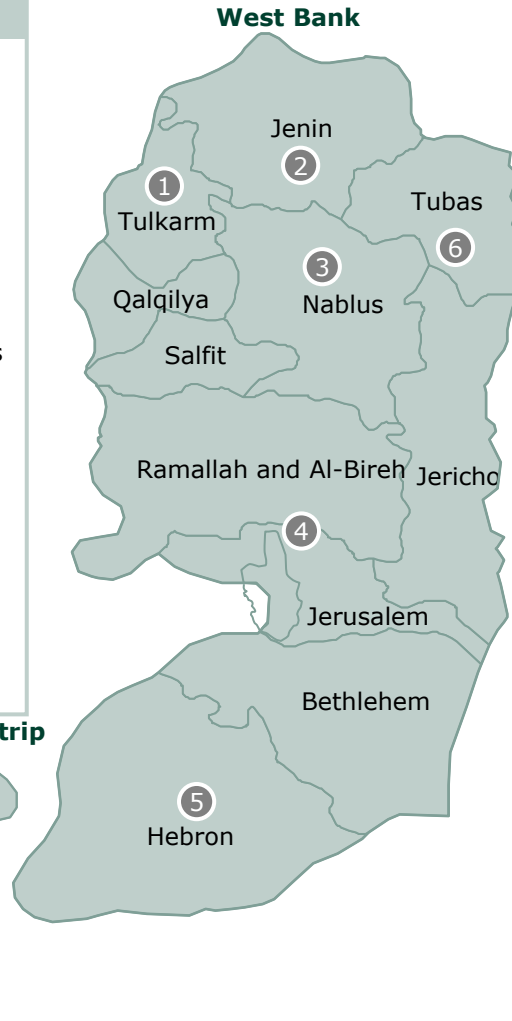 West Bank
Jenin
2
1
Tubas
Tulkarm
6
3
Qalqilya
Nablus
s
Salfit
Ramallah and Al-Bireh
Jericho
4
Jerusalem
Bethlehem
trip
5
Hebron